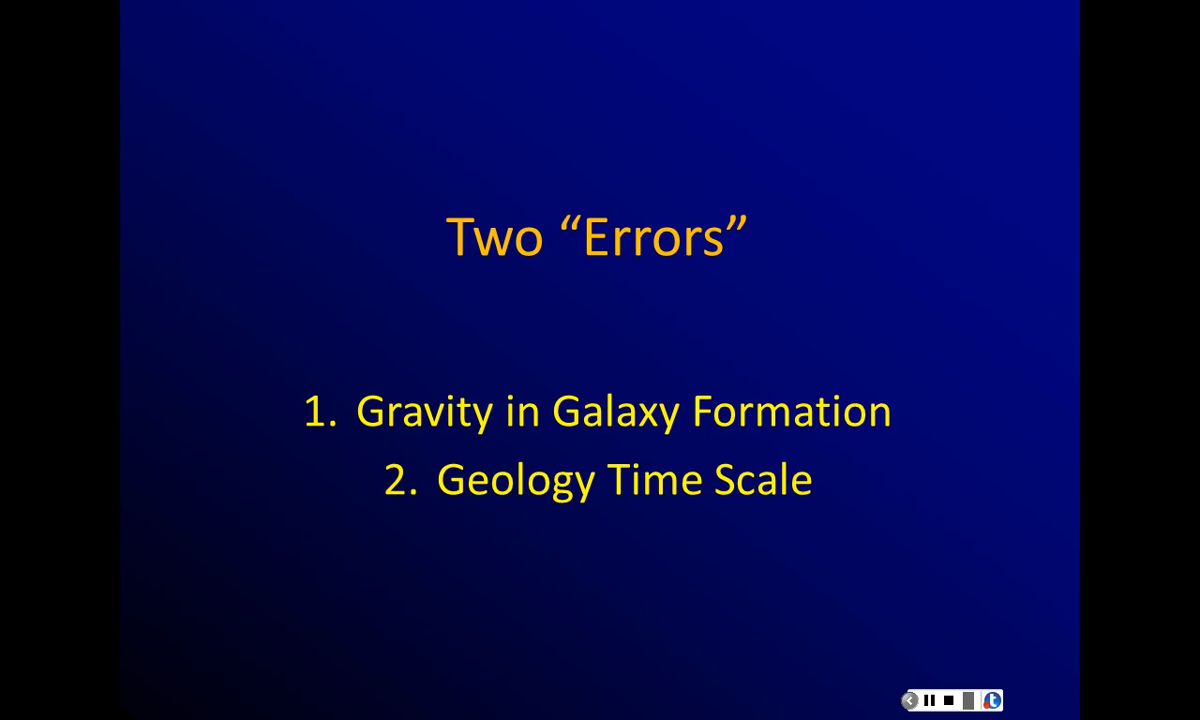 Two “Errors”
1. Gravity in Galaxy Formation
2. Geology Time Scale